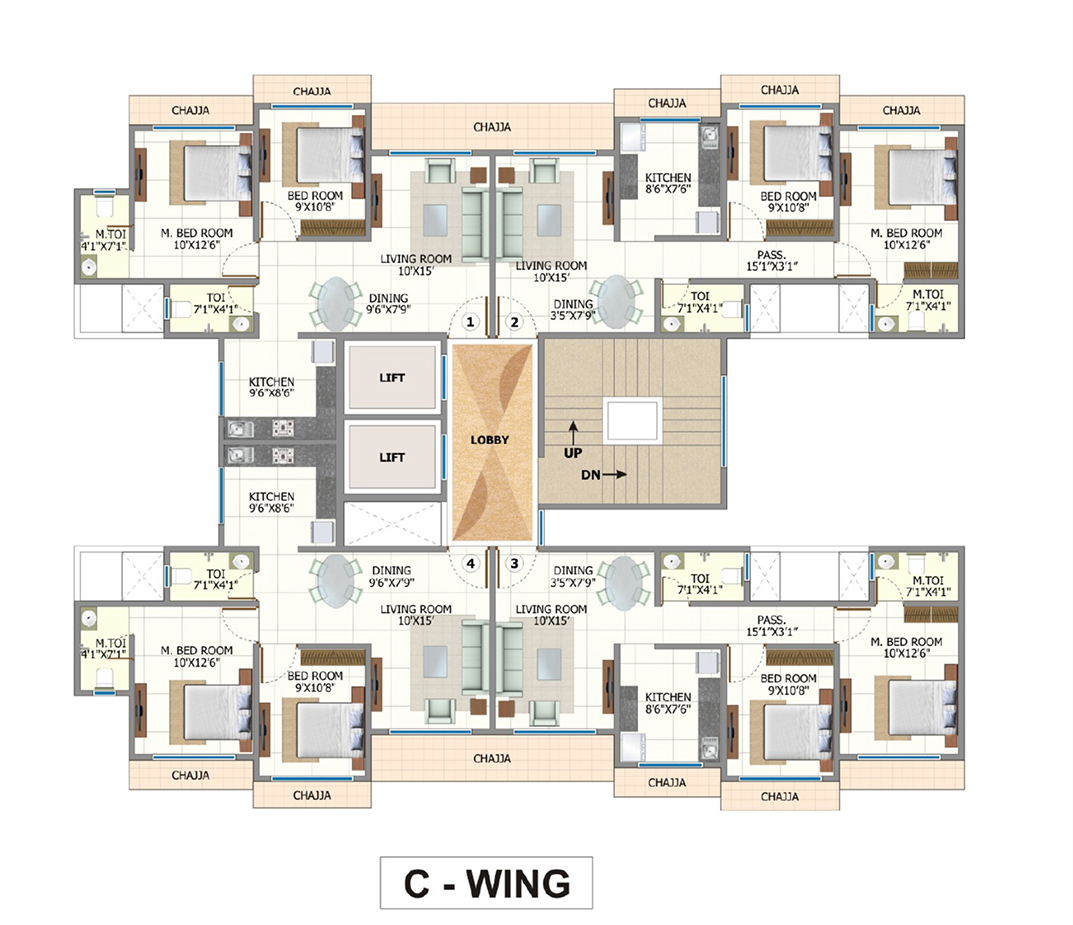 CHAJJA
CHAJJA
CHAJJA
CHAJJA
CHAJJA
CHAJJA
BED ROOM
9'X10'8"
M. BED ROOM
10'X12'6"
M.TOI
4'1"X7'1"
LIVING ROOM
10'X15'
LIVING ROOM
10'X15'
KITCHEN
8'6"X7'6"
BED ROOM
9'X10'8"
M. BED ROOM
10'X12'6"
PASS.
15'1"X3'1"
TOI
7'1"X4'1"
DINING
9'6"X7'9"
DINING
3'5"X7'9"
TOI
7'1"X4'1"
M.TOI
7'1"X4'1"
1
2
KITCHEN
9'6"X8'6"
LIFT
LOBBY
UP
DN
LIFT
KITCHEN
9'6"X8'6"
4
3
TOI
7'1"X4'1"
DINING
9'6"X7'9"
DINING
3'5"X7'9"
TOI
7'1"X4'1"
M.TOI
7'1"X4'1"
LIVING ROOM
10'X15'
LIVING ROOM
10'X15'
PASS.
15'1"X3'1"
M.TOI
4'1"X7'1"
M. BED ROOM
10'X12'6"
BED ROOM
9'X10'8"
KITCHEN
8'6"X7'6"
BED ROOM
9'X10'8"
M. BED ROOM
10'X12'6"
CHAJJA
CHAJJA
CHAJJA
CHAJJA
CHAJJA
C - WING